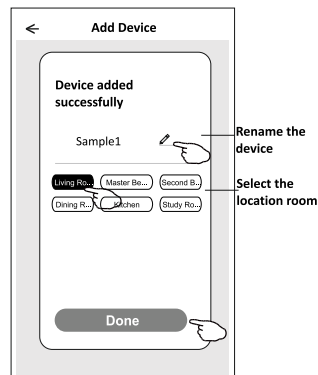 Add Device
Device added
successfully
Sample1
Rename the
device
Living Ro...
Master Be...
Second B...
Select the
location room
Dining R...
Kitchen
Study Ro...
Done